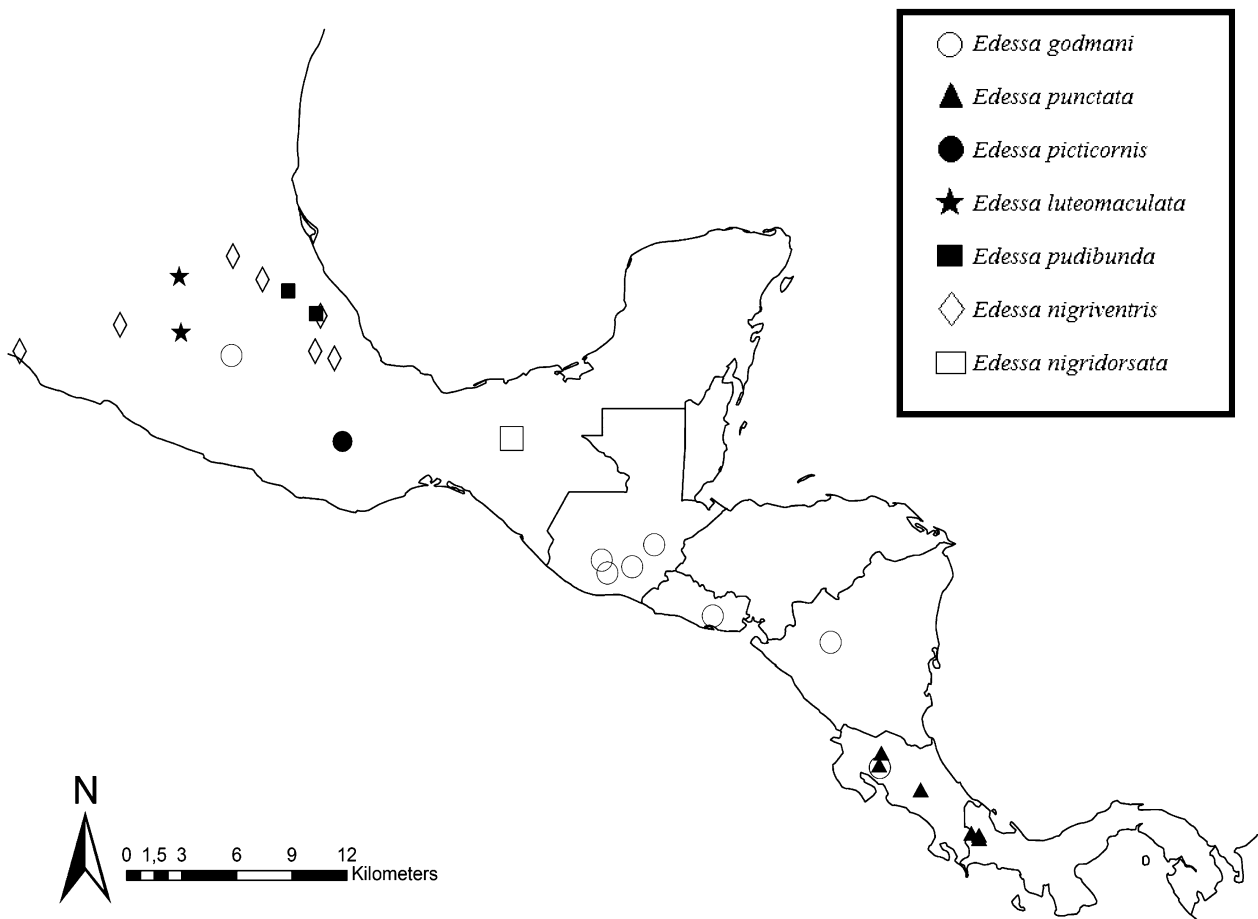 Edessa godmani
Edessa punctata
Edessa picticornis
Edessa luteomaculata
Edessa pudibunda
Edessa nigriventris
Edessa nigridorsata
N
0 1,5 3 6 9 12
Kilometers